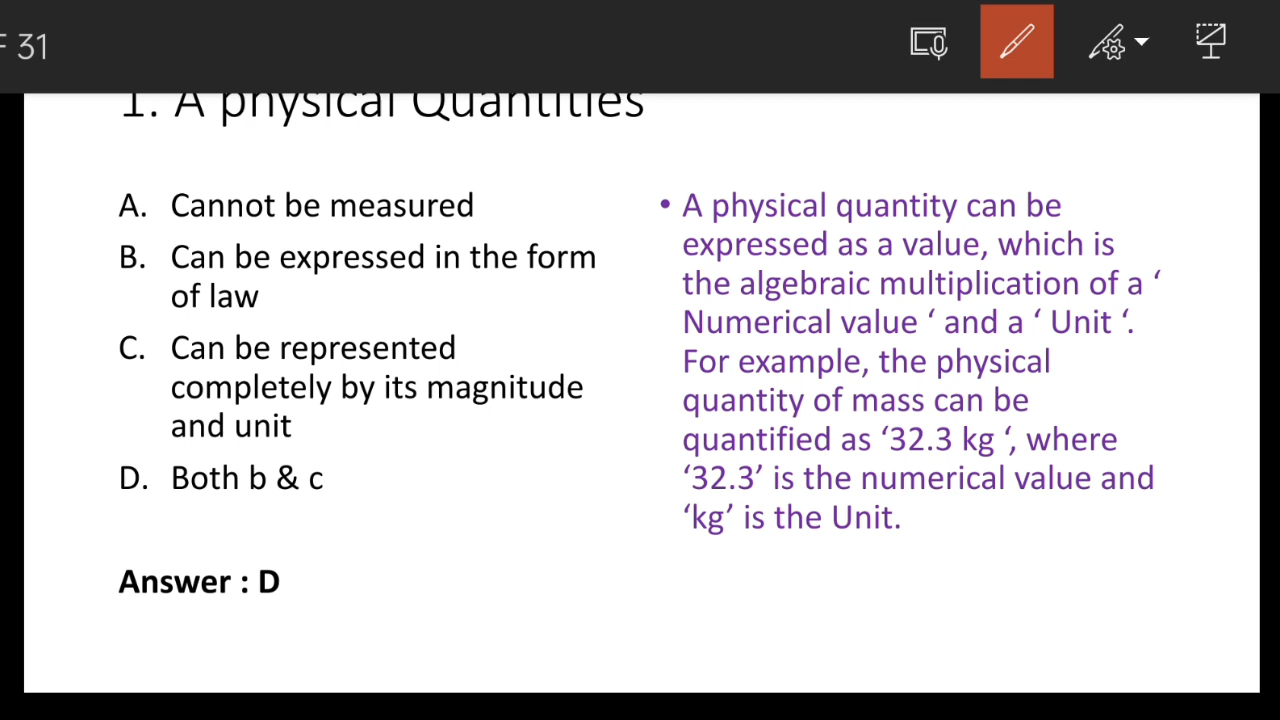 F 31
1. A physical Quantities
A. Cannot be measured
B. Can be expressed in the form
of law
C. Can be represented
completely by its magnitude
and unit
D. Both b & c
Answer : D
• A physical quantity can be
expressed as a value, which is
the algebraic multiplication of a ‘
Numerical value ‘ and a ‘ Unit ‘.
For example, the physical
quantity of mass can be
quantified as ‘32.3 kg ‘, where
‘32.3’ is the numerical value and
‘kg’ is the Unit.